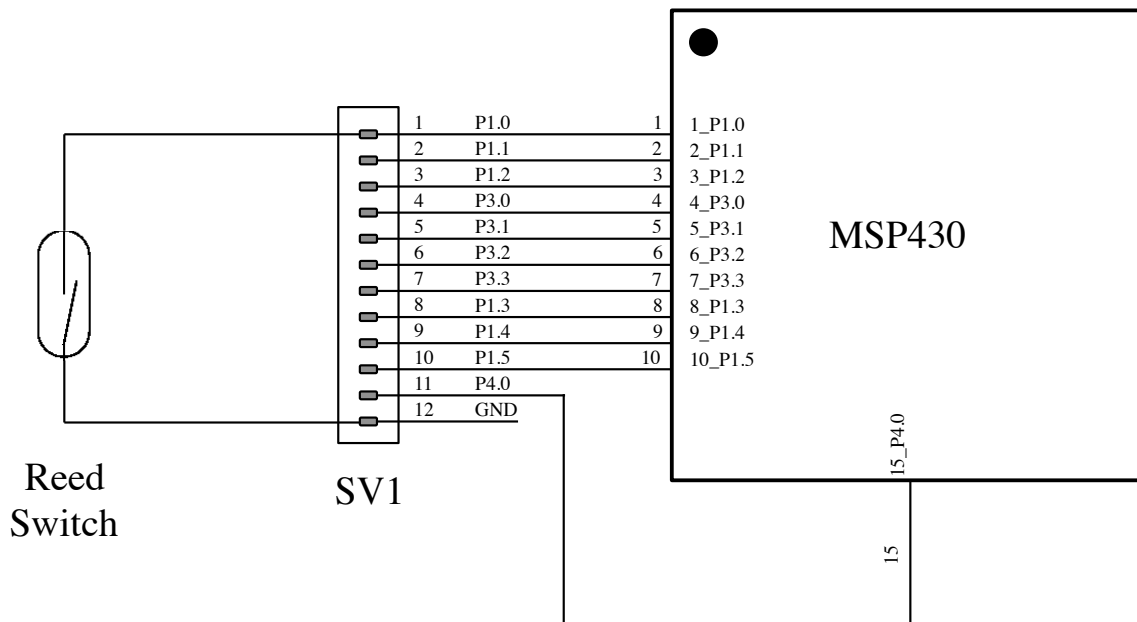 1 P1.0 1 1_P1.0
2 P1.1 2 2_P1.1
3 P1.2 3 3_P1.2
4 P3.0 4 4_P3.0
5 P3.1 5 5_P3.1
6 P3.2 6 6_P3.2
7 P3.3 7 7_P3.3
8 P1.3 8 8_P1.3
9 P1.4 9 9_P1.4
10 P1.5 10 10_P1.5
11 P4.0
12 GND
MSP430
15_P4.0
15
Reed
Switch
SV1